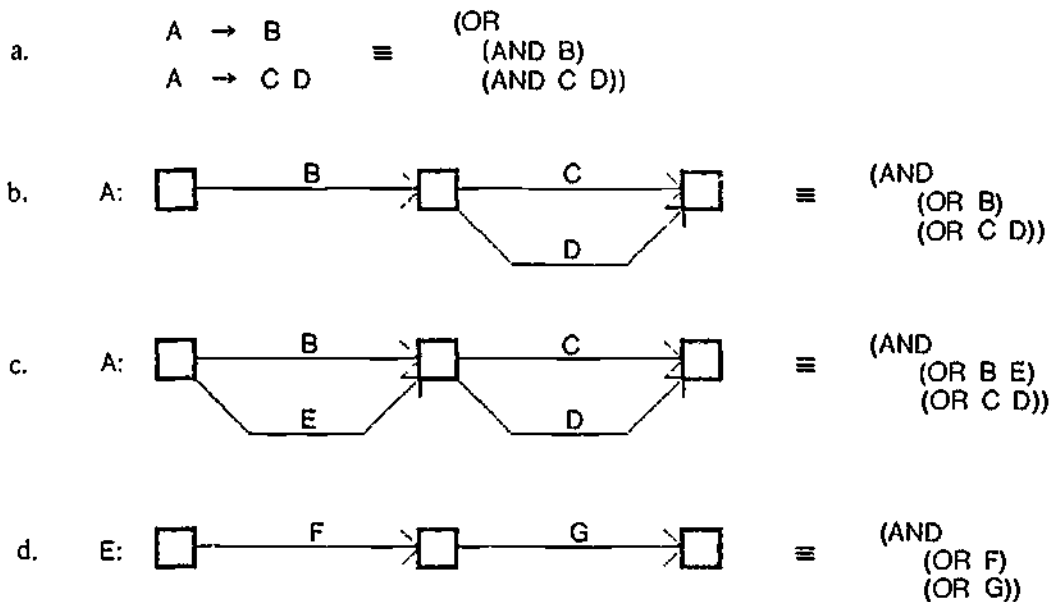 a. A → B ≡ (OR
(AND B)
A → C D (AND C D))
b. A: B C ≡ (AND
(OR B)
(OR C D))
D
c. A: B C ≡ (AND
(OR B E)
(OR C D))
E D
d. E: F G ≡ (AND
(OR F)
(OR G))